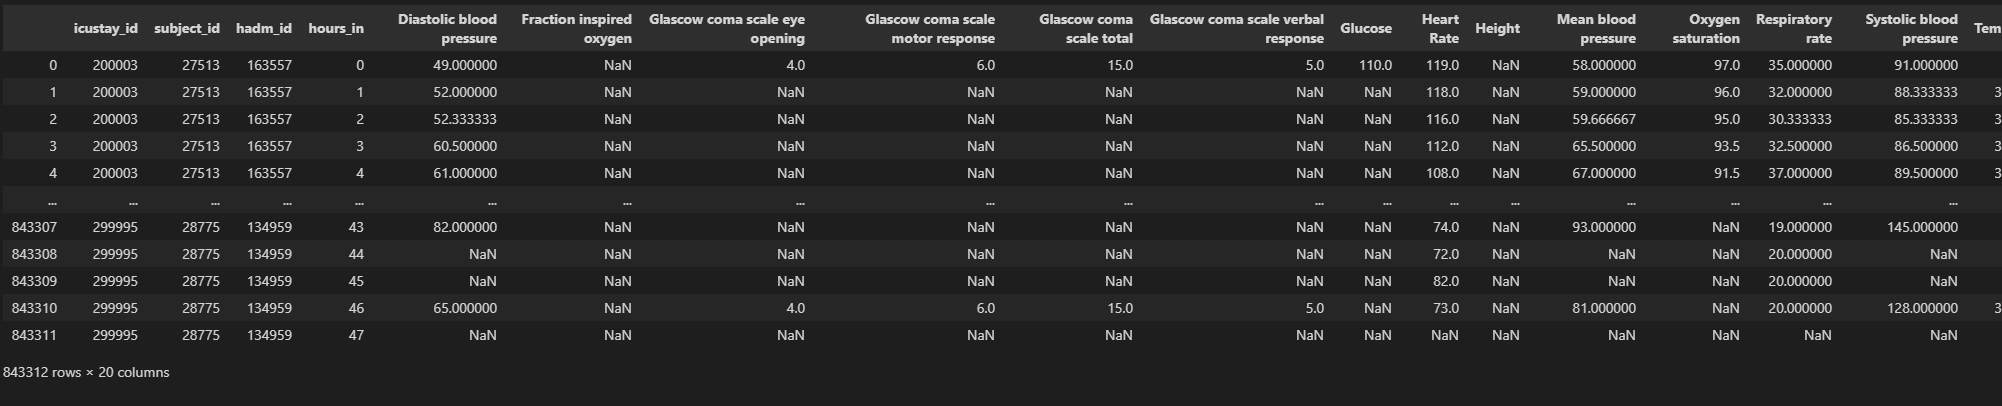 icustay_id subject_id hadm_id hours_in Diastolic blood pressure Fraction inspired oxygen Glascow coma scale eye opening Glascow coma scale motor response Glascow coma scale total Glascow coma scale verbal response Glucose Heart Rate Height Mean blood pressure Oxygen saturation Respiratory rate Systolic blood pressure Tem
0 200003 27513 163557 0 49.000000 NaN 4.0 6.0 15.0 5.0 110.0 119.0 NaN 58.000000 97.0 35.000000 91.000000
1 200003 27513 163557 1 52.000000 NaN NaN NaN NaN NaN NaN 118.0 NaN 59.000000 96.0 32.000000 88.333333 3
2 200003 27513 163557 2 52.333333 NaN NaN NaN NaN NaN NaN 116.0 NaN 59.666667 95.0 30.333333 85.333333 3
3 200003 27513 163557 3 60.500000 NaN NaN NaN NaN NaN NaN 112.0 NaN 65.500000 93.5 32.500000 86.500000 3
4 200003 27513 163557 4 61.000000 NaN NaN NaN NaN NaN NaN 108.0 NaN 67.000000 91.5 37.000000 89.500000 3
... ... ... ... ... ... ... ... ... ... ... ... ... ... ... ... ... ...
843307 299995 28775 134959 43 82.000000 NaN NaN NaN NaN NaN NaN 74.0 NaN 93.000000 NaN 19.000000 145.000000
843308 299995 28775 134959 44 NaN NaN NaN NaN NaN NaN NaN 72.0 NaN NaN NaN 20.000000 NaN
843309 299995 28775 134959 45 NaN NaN NaN NaN NaN NaN NaN 82.0 NaN NaN NaN 20.000000 NaN
843310 299995 28775 134959 46 65.000000 NaN 4.0 6.0 15.0 5.0 NaN 73.0 NaN 81.000000 NaN 20.000000 128.000000 3
843311 299995 28775 134959 47 NaN NaN NaN NaN NaN NaN NaN NaN NaN NaN NaN NaN NaN
843312 rows × 20 columns